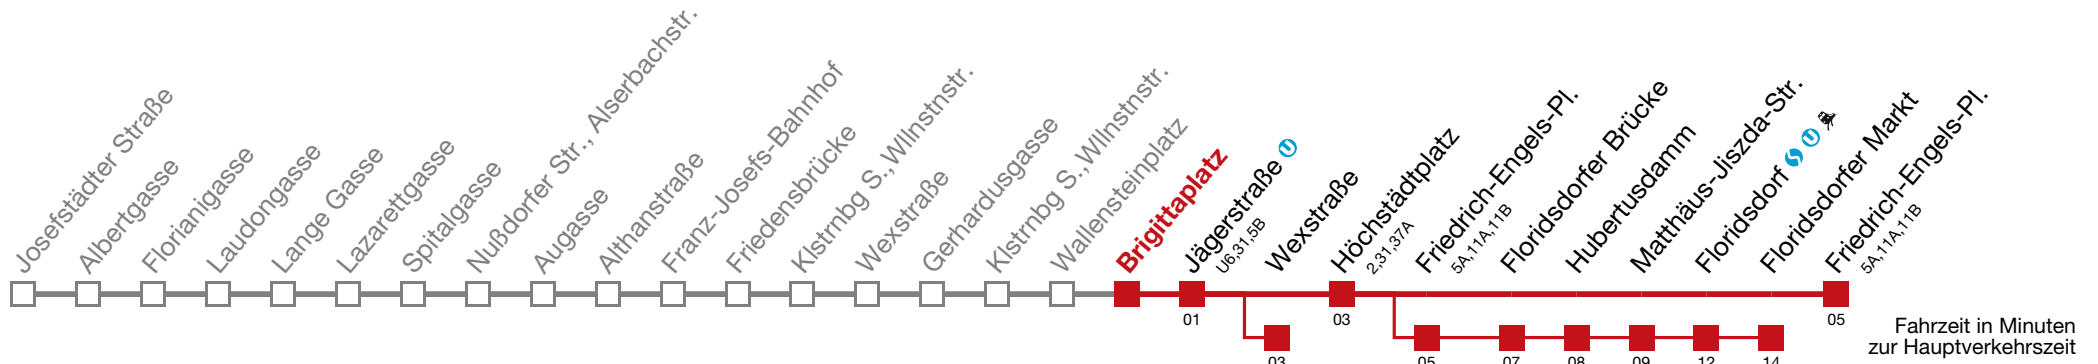 Josefstädter Straße
Albertgasse
Florianigasse
Laudongasse
Lange Gasse
Lazarettgasse
Spitalgasse
Nußdorfer Str., Alserbachstr.
Augasse
Althanstraße
Franz-Josefs-Bahnhof
Friedensbrücke
Klstrnbg S., Wllnstnstr.
Wexstraße
Gerhardusgasse
Klstrnbg S., Wllnstnstr.
Wallensteinplatz
Brigittaplatz
Jägerstraße U
U6,31,5B
Wexstraße
Höchstädtplatz
2,31,37A
Friedrich-Engels-Pl.
5A,11A,11B
Floridsdorfer Brücke
Hubertusdamm
Matthäus-Jiszda-Str.
Floridsdorf S U
Floridsdorfer Markt
Friedrich-Engels-Pl.
5A,11A,11B
01
03
05
03
05
07
08
09
12
14
Fahrzeit in Minuten
zur Hauptverkehrszeit